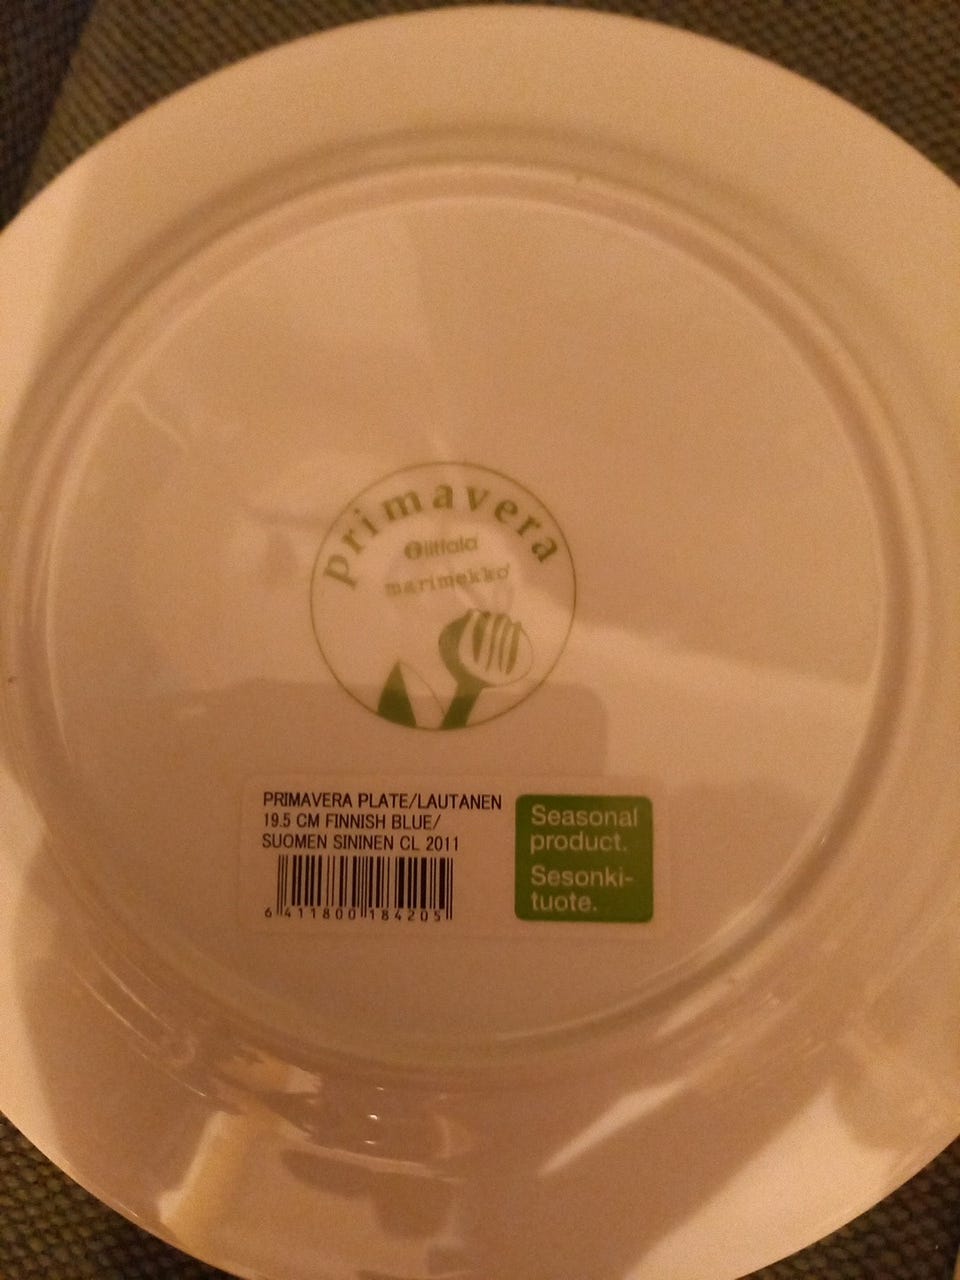 primavera
iittala
marimekko
PRIMAVERA PLATE/LAUTANEN
19.5 CM FINNISH BLUE/
SUOMEN SININEN CL 2011
6 411800 184205
Seasonal
product.
Sesonki-
tuote.